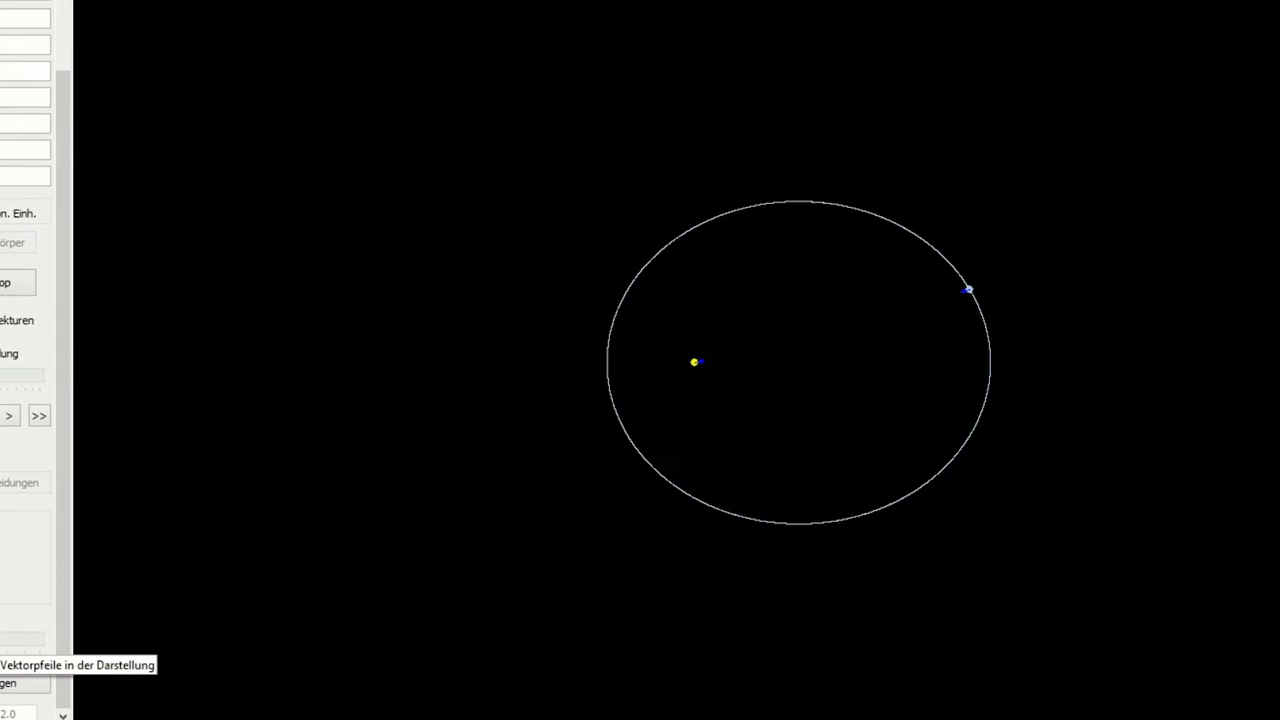 n. Einh.
örper
op
ekturen
lung
> >>
eidungen
Vektorpfeile in der Darstellung
gen
2.0